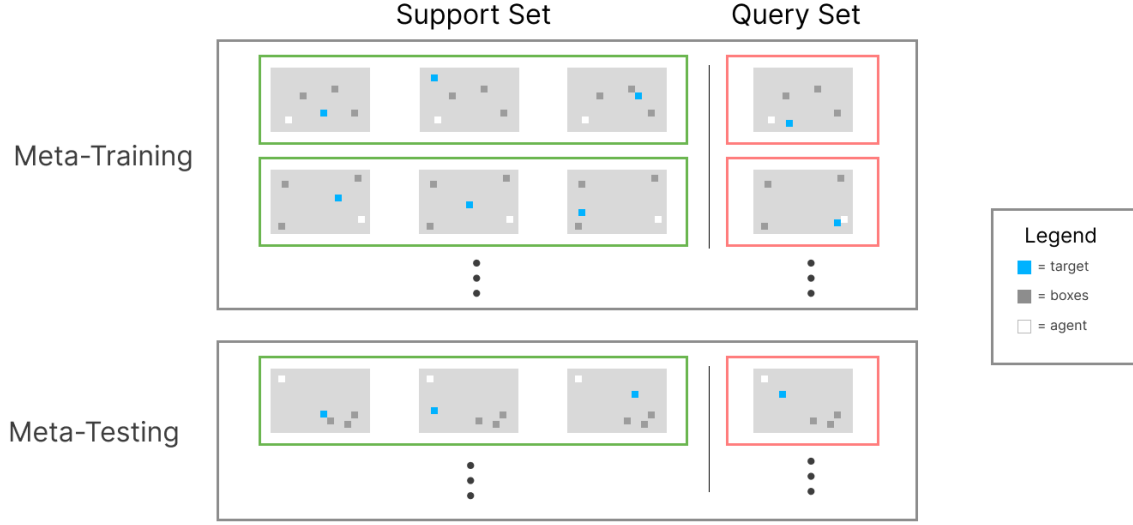 Support Set
Query Set
Meta-Training
Legend
= target
= boxes
= agent
Meta-Testing